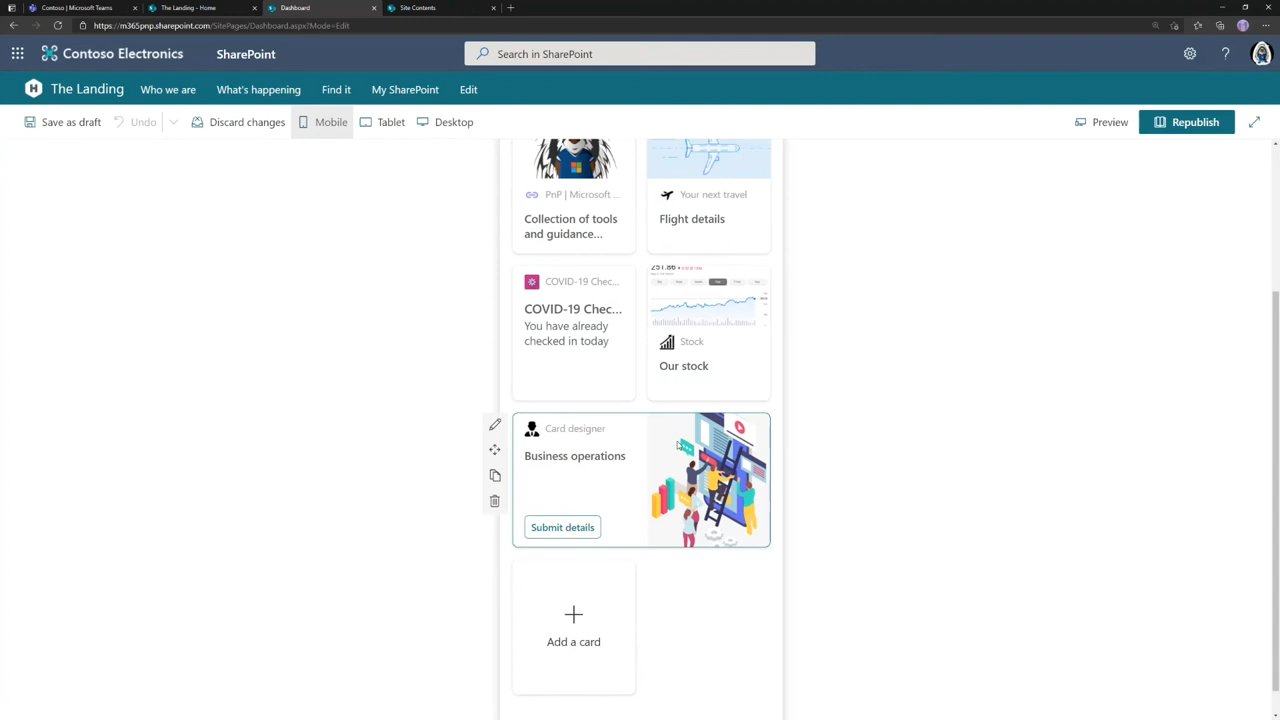 Contoso | Microsoft Teams
The Landing - Home
Dashboard
Site Contents
https://m365pnp.sharepoint.com/SitePages/Dashboard.aspx?Mode=Edit
Contoso Electronics
SharePoint
Search in SharePoint
The Landing
Who we are
What's happening
Find it
My SharePoint
Edit
Save as draft
Undo
Discard changes
Mobile
Tablet
Desktop
Preview
Republish
PnP | Microsoft ...
Your next travel
Collection of tools
and guidance...
Flight details
COVID-19 Chec...
COVID-19 Chec...
You have already
checked in today
251.86
Stock
Our stock
Card designer
Business operations
Submit details
Add a card